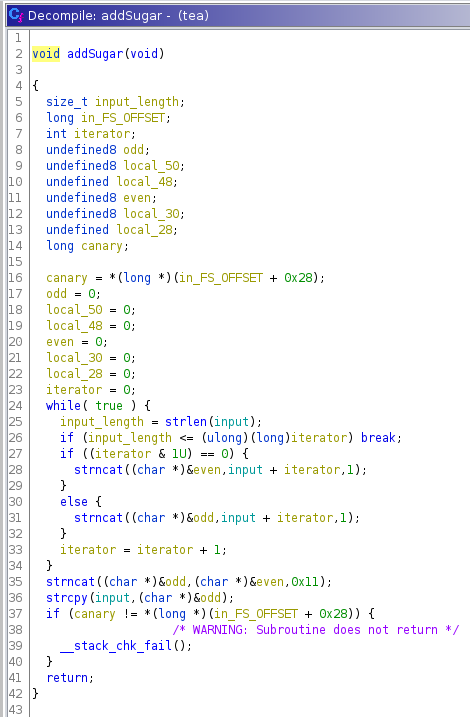 Decompile: addSugar - (tea)
1
2 void addSugar(void)
3
4 {
5   size_t input_length;
6   long in_FS_OFFSET;
7   int iterator;
8   undefined8 odd;
9   undefined8 local_50;
10   undefined local_48;
11   undefined8 even;
12   undefined8 local_30;
13   undefined local_28;
14   long canary;
15
16   canary = *(long *)(in_FS_OFFSET + 0x28);
17   odd = 0;
18   local_50 = 0;
19   local_48 = 0;
20   even = 0;
21   local_30 = 0;
22   local_28 = 0;
23   iterator = 0;
24   while( true ) {
25     input_length = strlen(input);
26     if (input_length <= (ulong)(long)iterator) break;
27     if ((iterator & 1U) == 0) {
28       strncat((char *)&even,input + iterator,1);
29     }
30     else {
31       strncat((char *)&odd,input + iterator,1);
32     }
33     iterator = iterator + 1;
34   }
35   strncat((char *)&odd,(char *)&even,0x11);
36   strcpy(input,(char *)&odd);
37   if (canary != *(long *)(in_FS_OFFSET + 0x28)) {
38                     /* WARNING: Subroutine does not return */
39     __stack_chk_fail();
40   }
41   return;
42 }
43